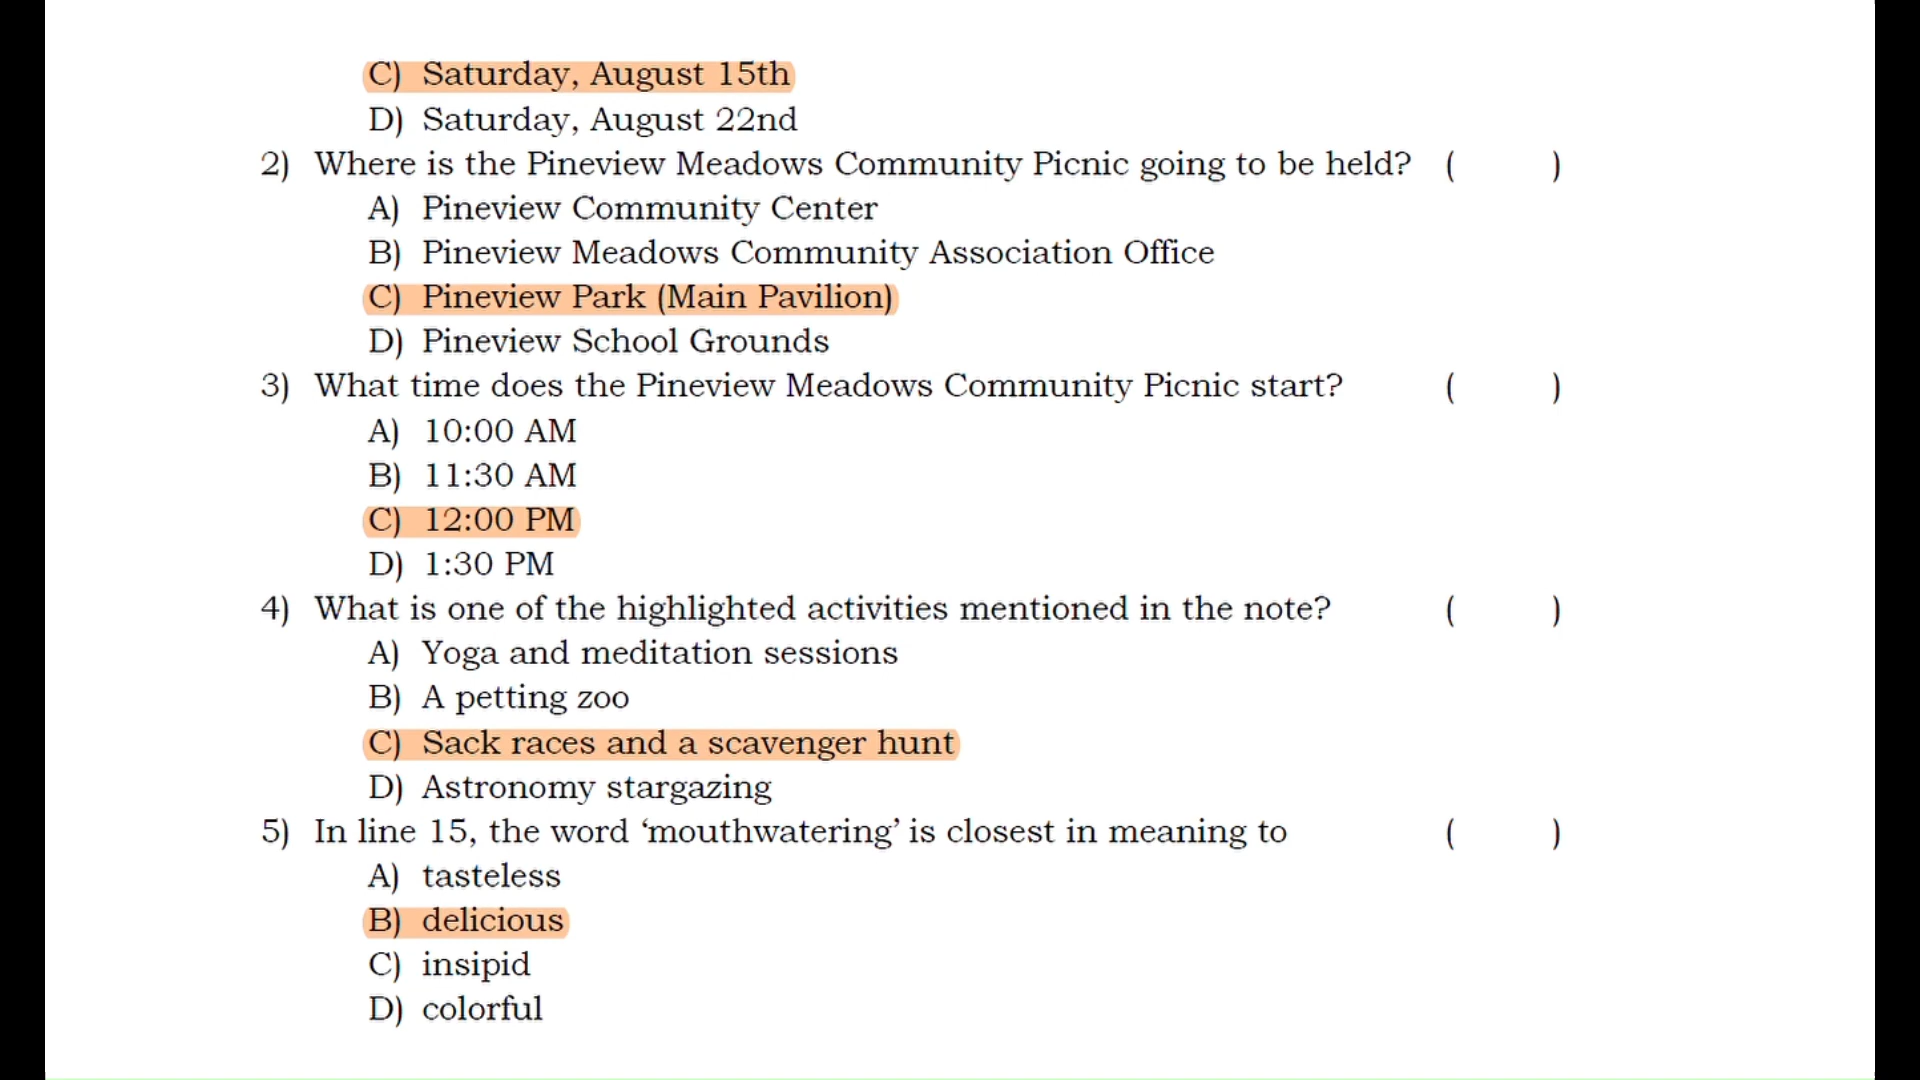 C) Saturday, August 15th
D) Saturday, August 22nd
2) Where is the Pineview Meadows Community Picnic going to be held? ( )
A) Pineview Community Center
B) Pineview Meadows Community Association Office
C) Pineview Park (Main Pavilion)
D) Pineview School Grounds
3) What time does the Pineview Meadows Community Picnic start? ( )
A) 10:00 AM
B) 11:30 AM
C) 12:00 PM
D) 1:30 PM
4) What is one of the highlighted activities mentioned in the note? ( )
A) Yoga and meditation sessions
B) A petting zoo
C) Sack races and a scavenger hunt
D) Astronomy stargazing
5) In line 15, the word ‘mouthwatering’ is closest in meaning to ( )
A) tasteless
B) delicious
C) insipid
D) colorful